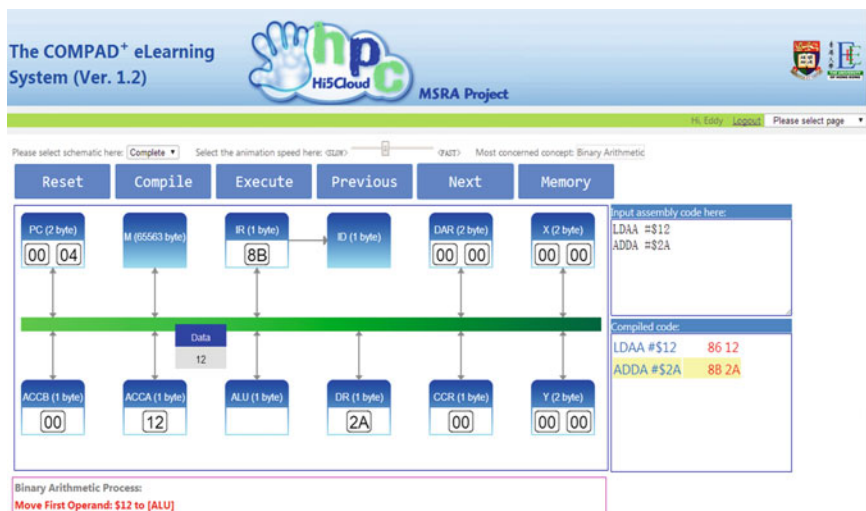 The COMPAD+ eLearning
System (Ver. 1.2)
hpc
Hi5Cloud
MSRA Project
Hi, Eddy Logout Please select page
Please select schematic here: Complete Select the animation speed here: <SLOW> <FAST> Most concerned concept: Binary Arithmetic
Reset Compile Execute Previous Next Memory
PC (2 byte) M (65563 byte) IR (1 byte) ID (1 byte) DAR (2 byte) X (2 byte)
00 04 8B 00 00 00 00
Data
12
ACCB (1 byte) ACCA (1 byte) ALU (1 byte) DR (1 byte) CCR (1 byte) Y (2 byte)
00 12 2A 00 00 00
Input assembly code here:
LDAA #$12
ADDA #$2A
Compiled code:
LDAA #$12 86 12
ADDA #$2A 8B 2A
Binary Arithmetic Process:
Move First Operand: $12 to [ALU]